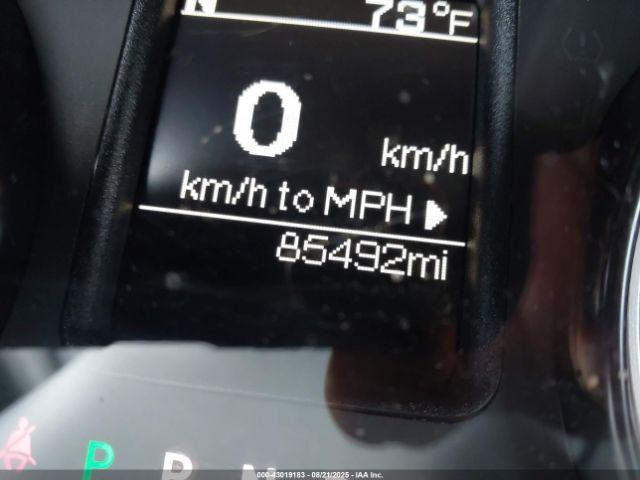 N 73°F
0
km/h
km/h to MPH
85492mi
P R N
000-43019183 - 08/21/2025 - © IAA Inc.